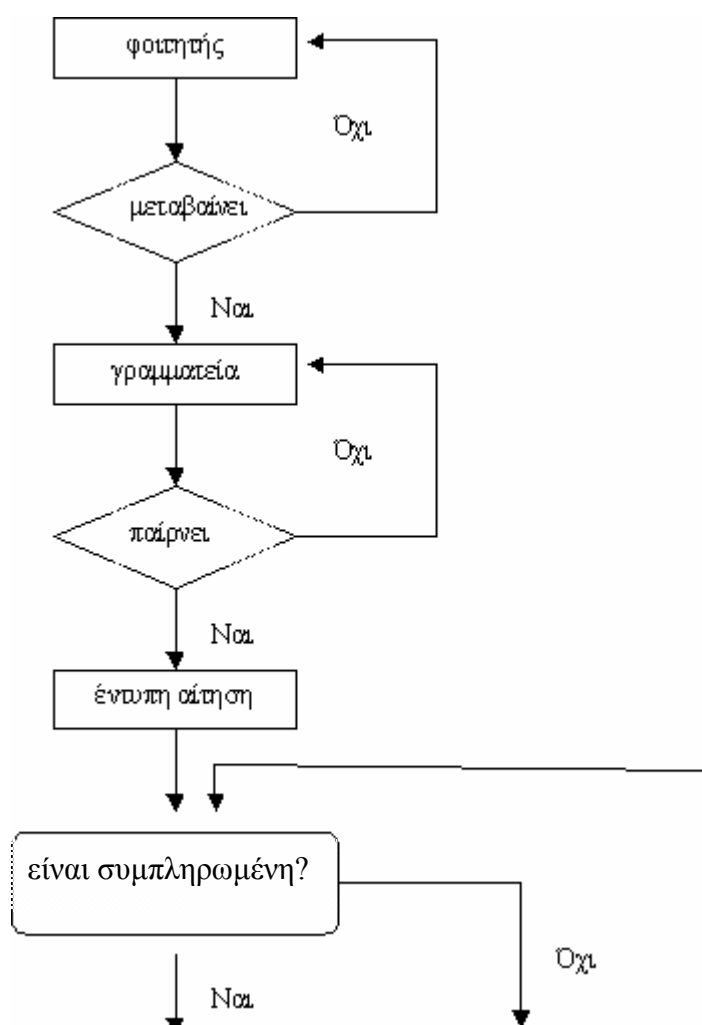 φοιτητής
Όχι
μεταβαίνει
Ναι
γραμματεία
Όχι
παίρνει
Ναι
έντυπη αίτηση
είναι συμπληρωμένη?
Όχι
Ναι